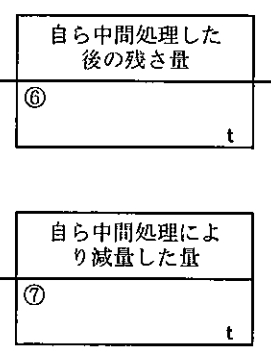 自ら中間処理した
後の残さ量
⑥
t
自ら中間処理によ
り減量した量
⑦
t